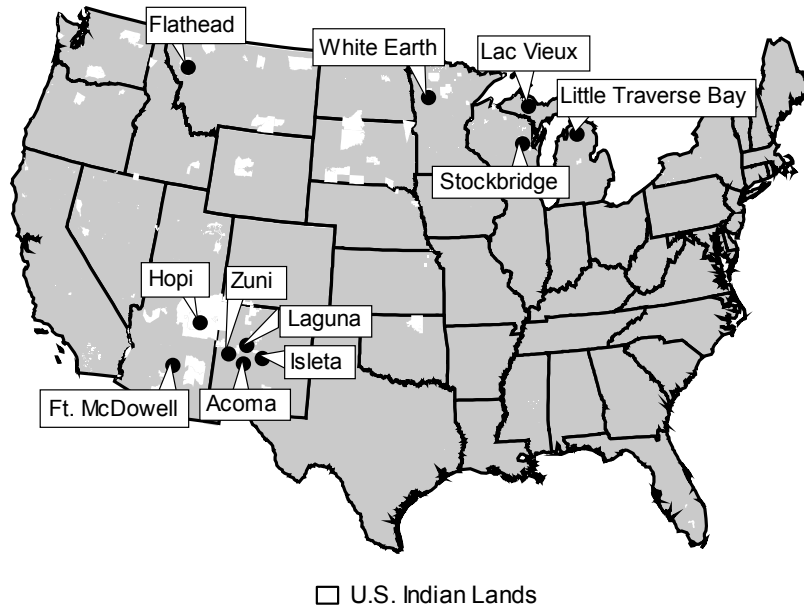 Flathead
White Earth
Lac Vieux
Little Traverse Bay
Stockbridge
Hopi
Zuni
Laguna
Isleta
Ft. McDowell
Acoma
U.S. Indian Lands